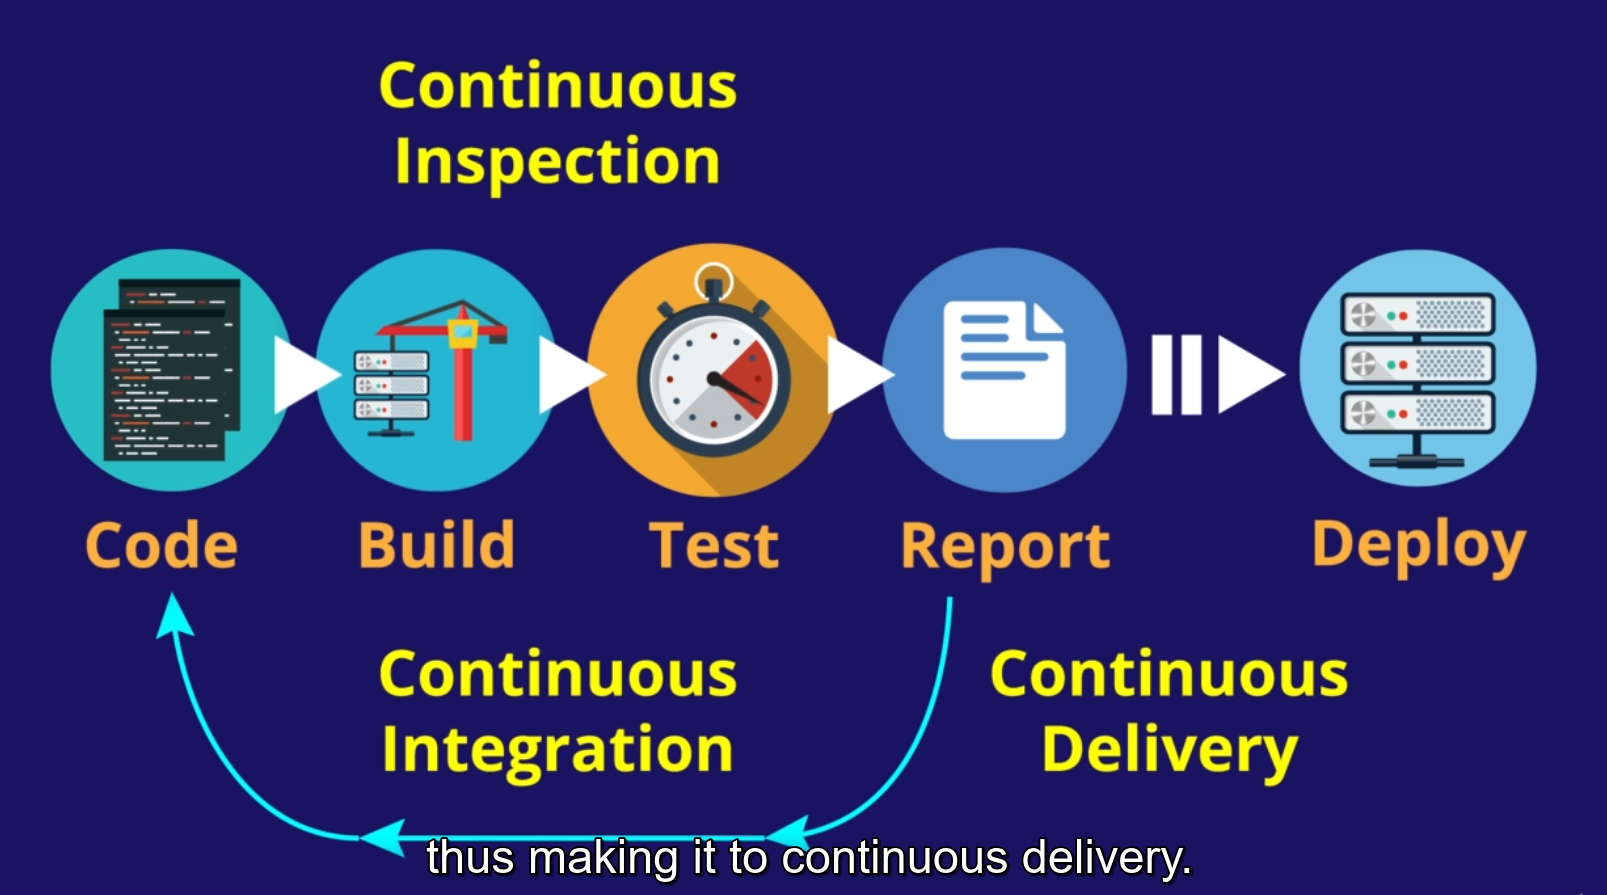 Continuous
Inspection
Code
Build
Test
Report
Deploy
Continuous
Integration
Continuous
Delivery
thus making it to continuous delivery.